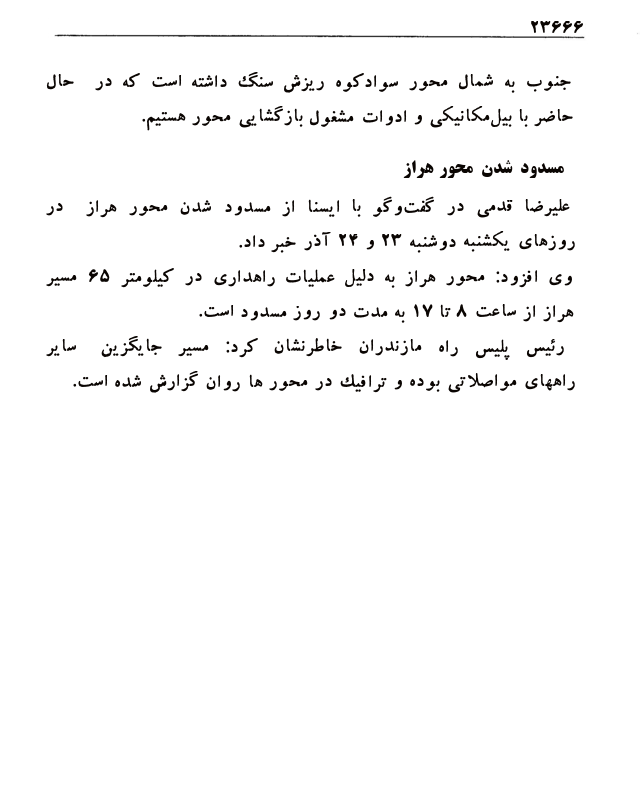 ۲۳۶۶۶
جنوب به شمال محور سوادکوه ریزش سنگ داشته است که در حال
حاضر با بیل‌مکانیکی و ادوات مشغول بازگشایی محور هستیم.
مسدود شدن محور هراز
علیرضا قدمی در گفت‌وگو با ایسنا از مسدود شدن محور هراز در
روزهای یکشنبه دوشنبه ۲۳ و ۲۴ آذر خبر داد.
وی افزود: محور هراز به دلیل عملیات راهداری در کیلومتر ۶۵ مسیر
هراز از ساعت ۸ تا ۱۷ به مدت دو روز مسدود است.
رئیس پلیس راه مازندران خاطرنشان کرد: مسیر جایگزین سایر
راههای مواصلاتی بوده و ترافیك در محور ها روان گزارش شده است.